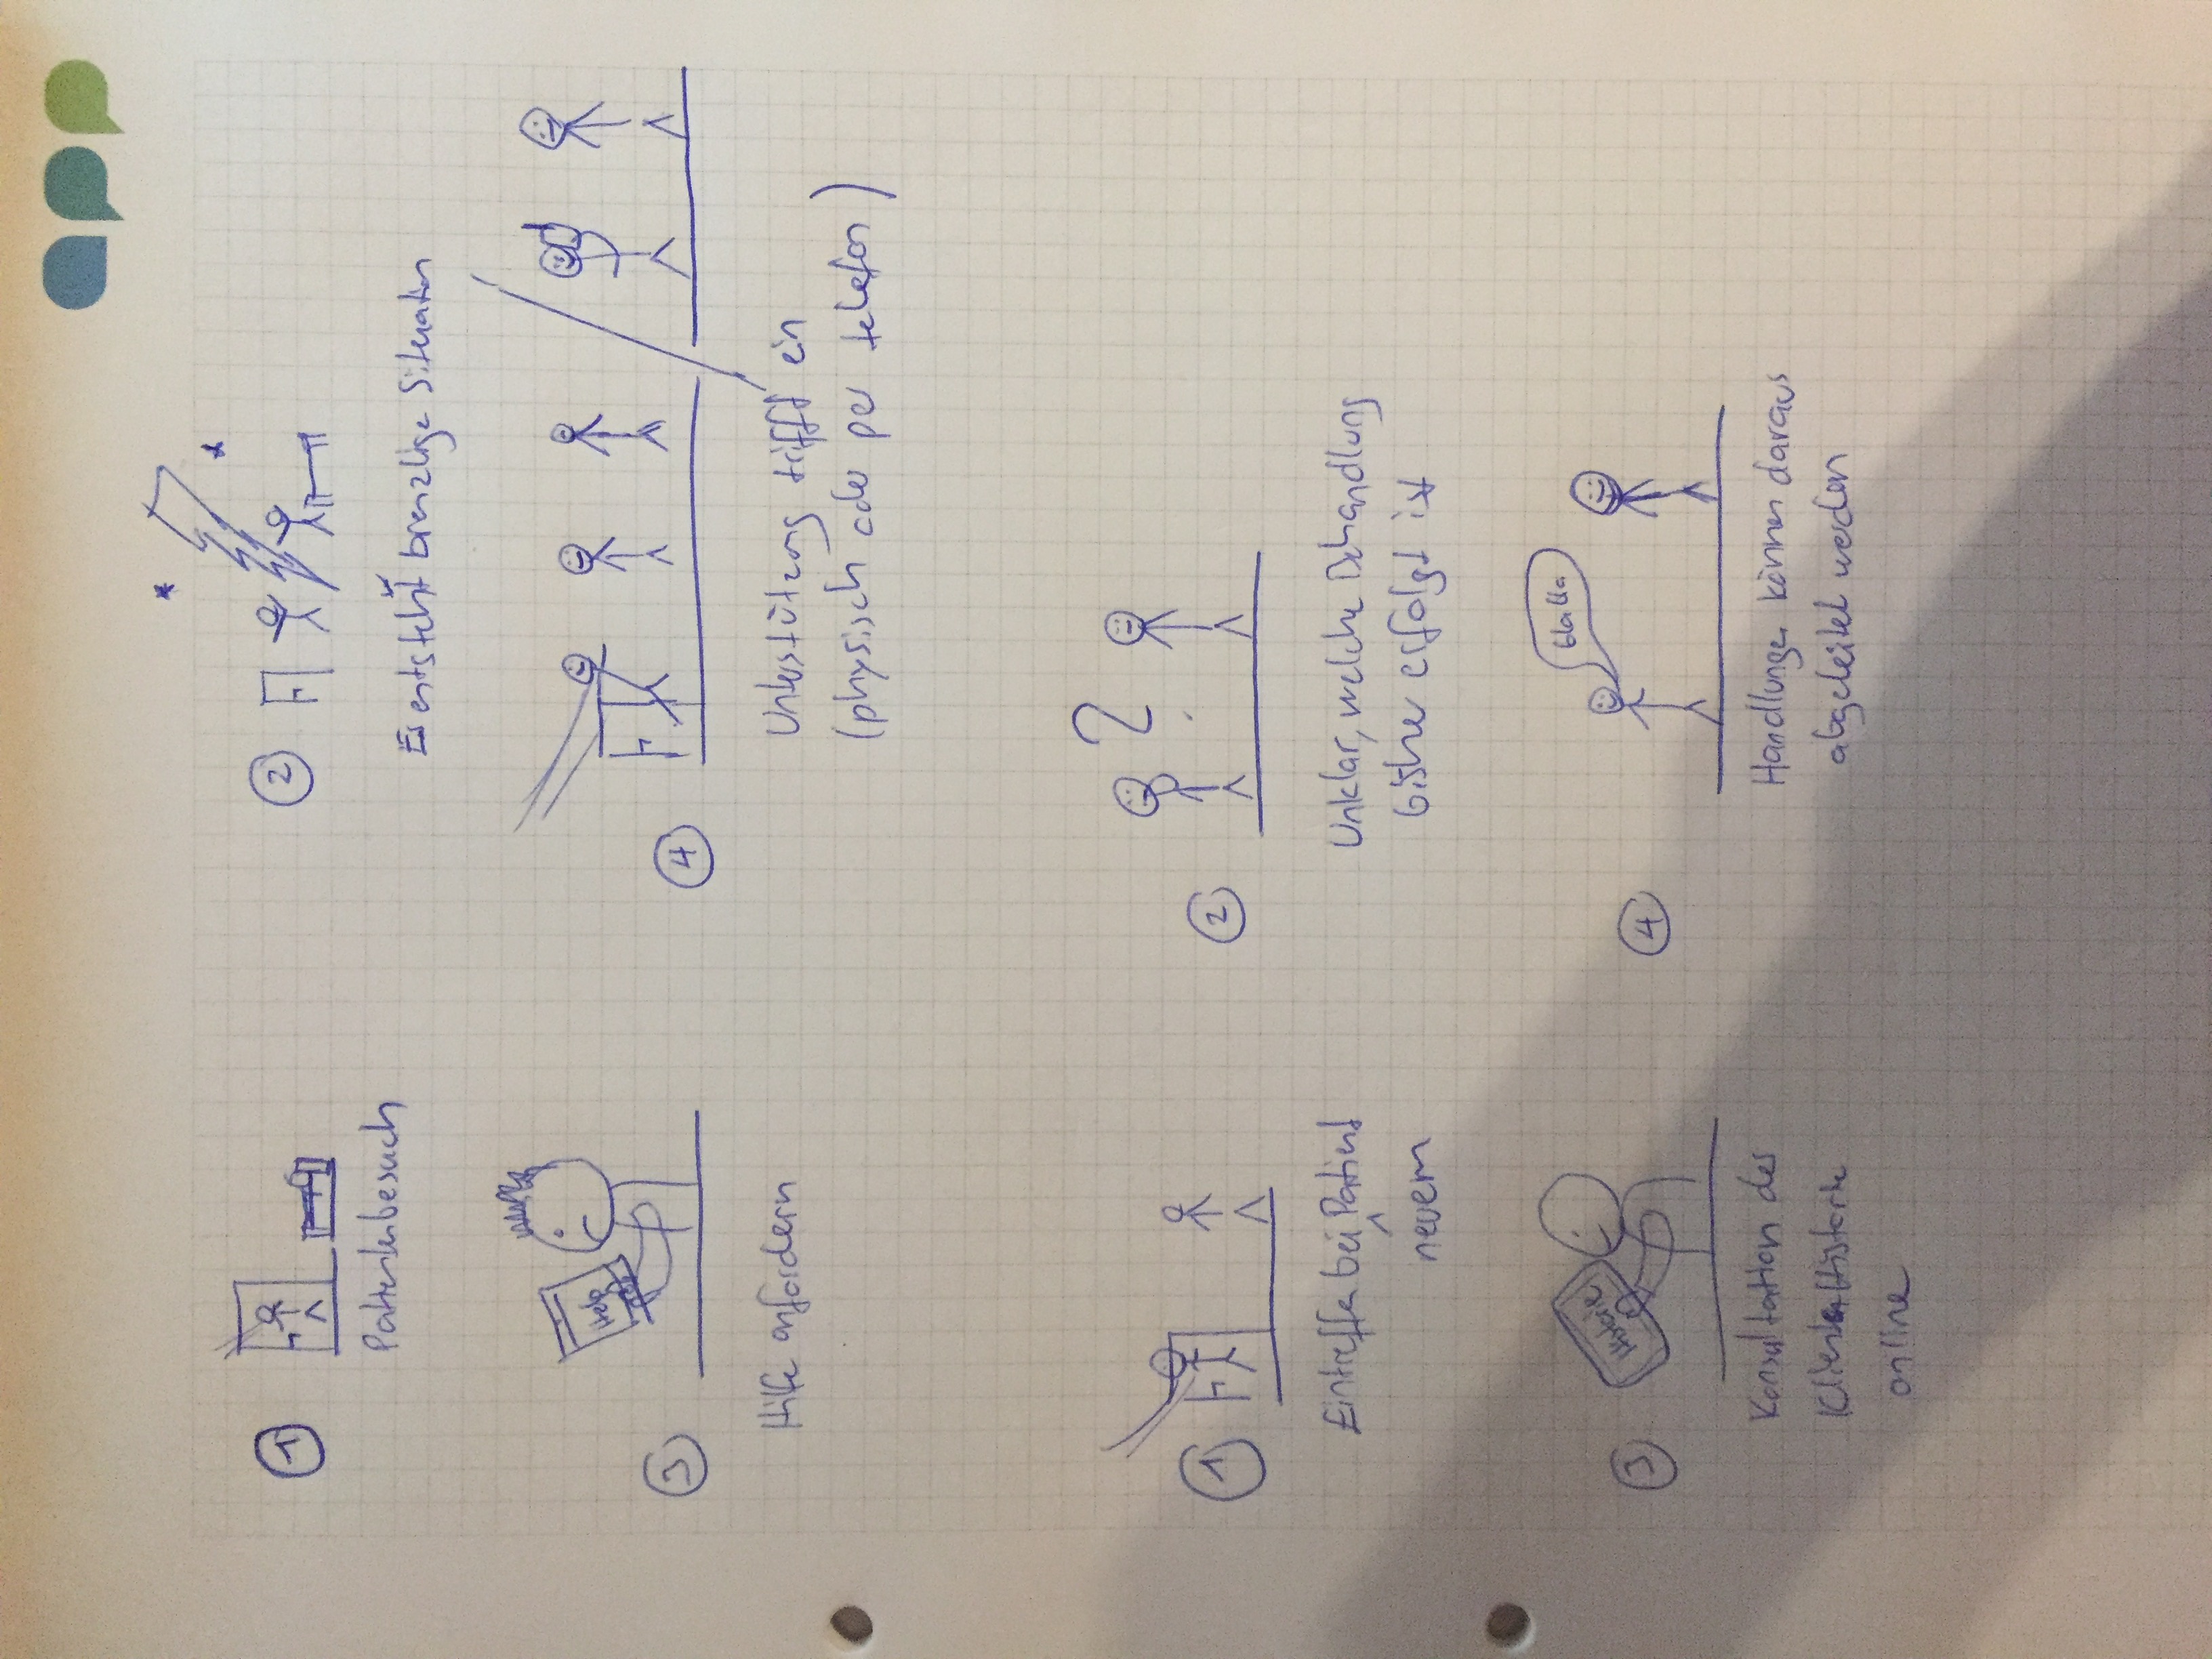 app
1
Patientenbesuch
2
Es entsteht brenzlige Situation
3
Help
Hilfe anfordern
4
Unterstützung trifft ein
(physisch oder per telefon)
1
Eintreffen bei Patient
neuem
2
Unklar, welche Behandlung
bisher erfolgt ist
?
3
Historie
Konsultation der
Klienten Historie
online
4
blabla
Handlungen können daraus
abgeleitet werden